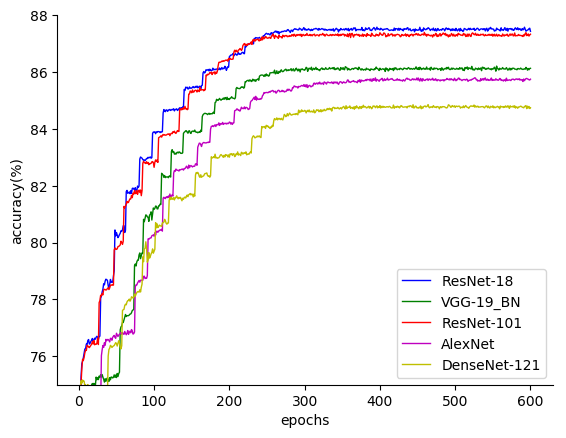 88
86
84
82
80
78
76
accuracy(%)
0 100 200 300 400 500 600
epochs
ResNet-18
VGG-19_BN
ResNet-101
AlexNet
DenseNet-121